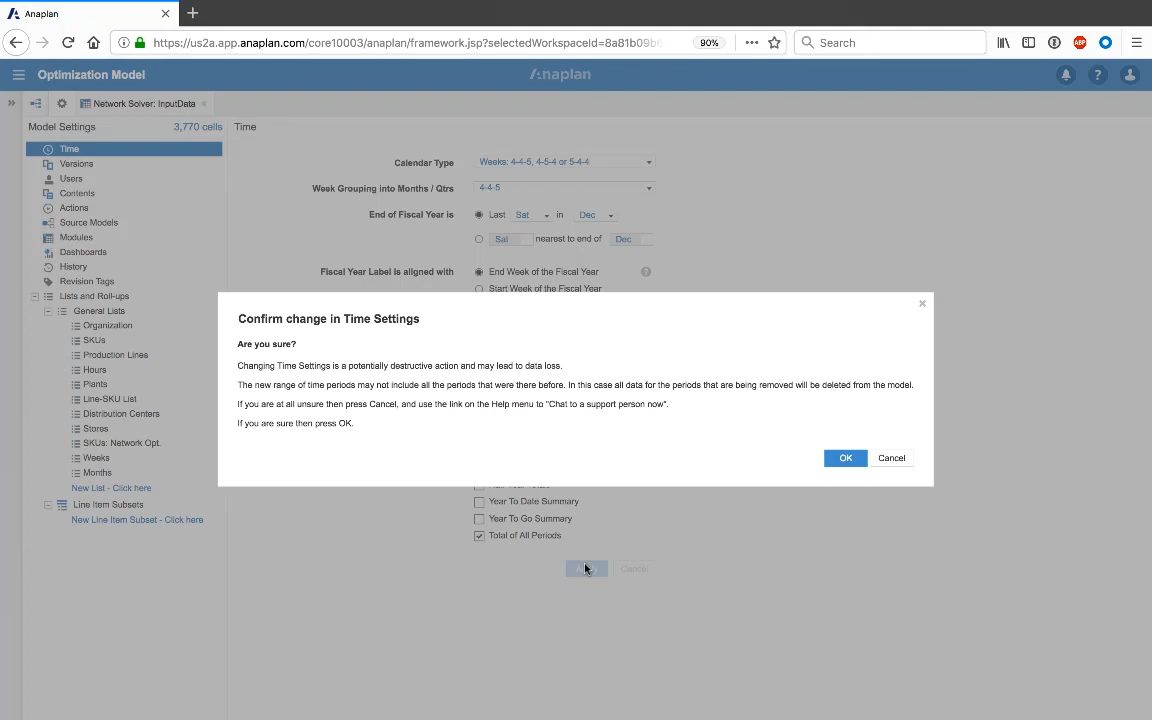 Anaplan
https://us2a.app.anaplan.com/core10003/anaplan/framework.jsp?selectedWorkspaceId=8a81b09b6
90%
Search
ABP
Optimization Model
Anaplan
?
Network Solver: InputData
Model Settings
3,770 cells
Time
Time
Versions
Users
Contents
Actions
Source Models
Modules
Dashboards
History
Revision Tags
Lists and Roll-ups
General Lists
Organization
SKUs
Production Lines
Hours
Plants
Line-SKU List
Distribution Centers
Stores
SKUs: Network Opt.
Weeks
Months
New List - Click here
Line Item Subsets
New Line Item Subset - Click here
Calendar Type
Weeks: 4-4-5, 4-5-4 or 5-4-4
Week Grouping into Months / Qtrs
4-4-5
End of Fiscal Year is
Last Sat in Dec
Sat nearest to end of Dec
Fiscal Year Label is aligned with
End Week of the Fiscal Year
?
Start Week of the Fiscal Year
Confirm change in Time Settings
Are you sure?
Changing Time Settings is a potentially destructive action and may lead to data loss.
The new range of time periods may not include all the periods that were there before. In this case all data for the periods that are being removed will be deleted from the model.
If you are at all unsure then press Cancel, and use the link on the Help menu to "Chat to a support person now".
If you are sure then press OK.
OK
Cancel
Year To Date Summary
Year To Go Summary
Total of All Periods
Cancel